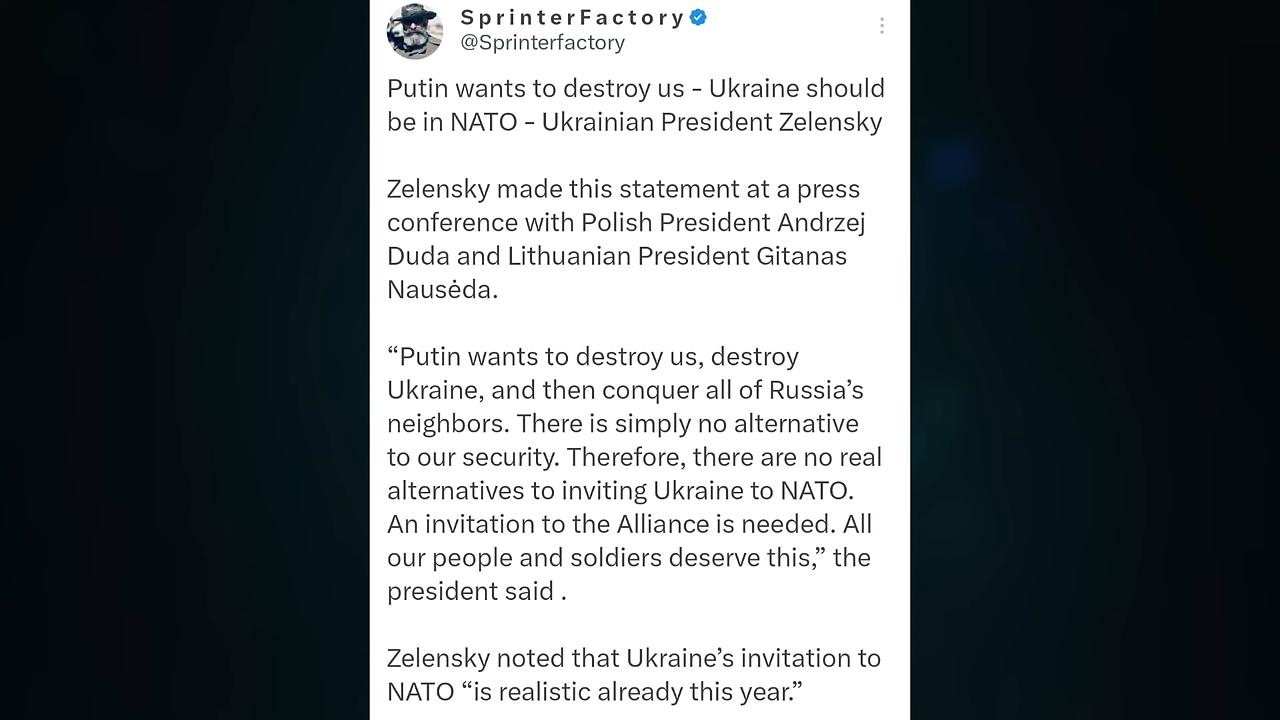 SprinterFactory
@Sprinterfactory
Putin wants to destroy us - Ukraine should
be in NATO - Ukrainian President Zelensky
Zelensky made this statement at a press
conference with Polish President Andrzej
Duda and Lithuanian President Gitanas
Nausėda.
“Putin wants to destroy us, destroy
Ukraine, and then conquer all of Russia’s
neighbors. There is simply no alternative
to our security. Therefore, there are no real
alternatives to inviting Ukraine to NATO.
An invitation to the Alliance is needed. All
our people and soldiers deserve this,” the
president said .
Zelensky noted that Ukraine’s invitation to
NATO “is realistic already this year.”